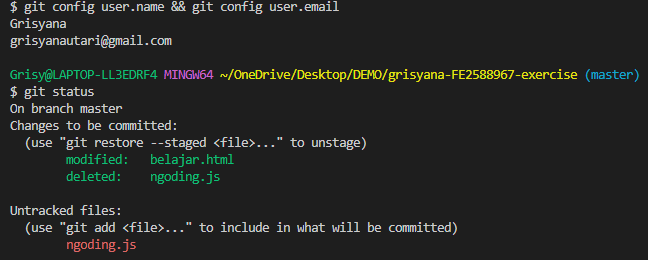 $ git config user.name && git config user.email
Grisyana
grisyanautari@gmail.com
Grisy@LAPTOP-LL3EDRF4 MINGW64 ~/OneDrive/Desktop/DEMO/grisyana-FE2588967-exercise (master)
$ git status
On branch master
Changes to be committed:
  (use "git restore --staged <file>..." to unstage)
        modified:   belajar.html
        deleted:    ngoding.js
Untracked files:
  (use "git add <file>..." to include in what will be committed)
        ngoding.js